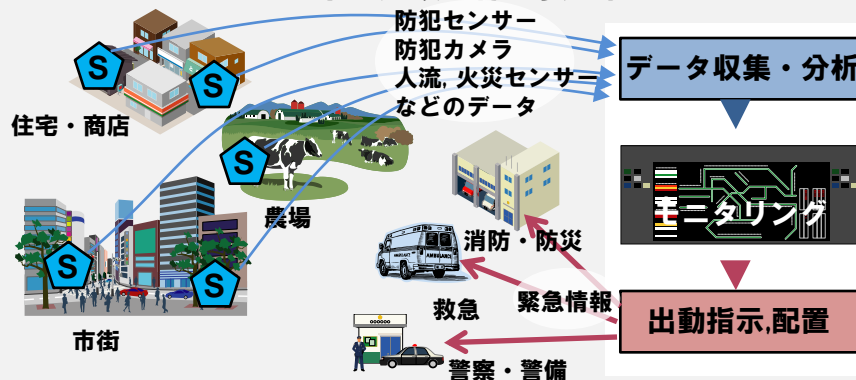 防犯センサー
防犯カメラ
人流, 火災センサー
などのデータ
データ収集・分析
S
S
住宅・商店
S
農場
モニタリング
消防・防災
AMBULANCE
S
S
市街
救急
緊急情報
出動指示,配置
警察・警備